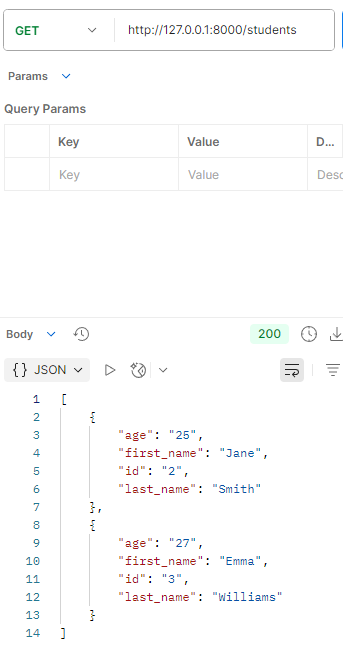 GET http://127.0.0.1:8000/students
Params
Query Params
Key Value D...
Key Value Desc
Body 200
{} JSON
1 [
2 {
3 "age": "25",
4 "first_name": "Jane",
5 "id": "2",
6 "last_name": "Smith"
7 },
8 {
9 "age": "27",
10 "first_name": "Emma",
11 "id": "3",
12 "last_name": "Williams"
13 }
14 ]